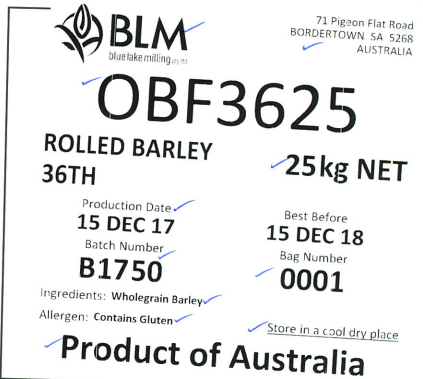 BLM
blue lake milling pty ltd
71 Pigeon Flat Road
BORDERTOWN SA 5268
AUSTRALIA
OBF3625
ROLLED BARLEY
36TH
25kg NET
Production Date
15 DEC 17
Best Before
15 DEC 18
Batch Number
B1750
Bag Number
0001
Ingredients: Wholegrain Barley
Allergen: Contains Gluten
Store in a cool dry place
Product of Australia